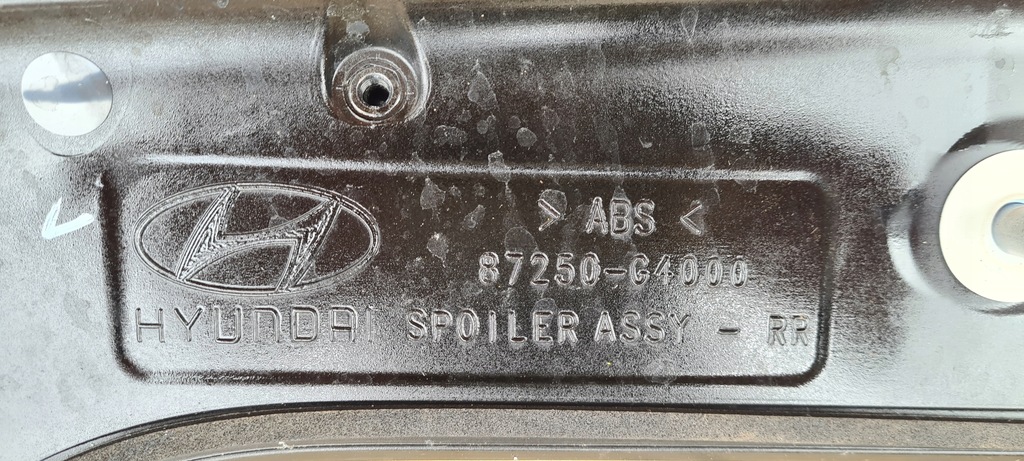 > ABS <
87250-G4000
HYUNDAI SPOILER ASSY - RR